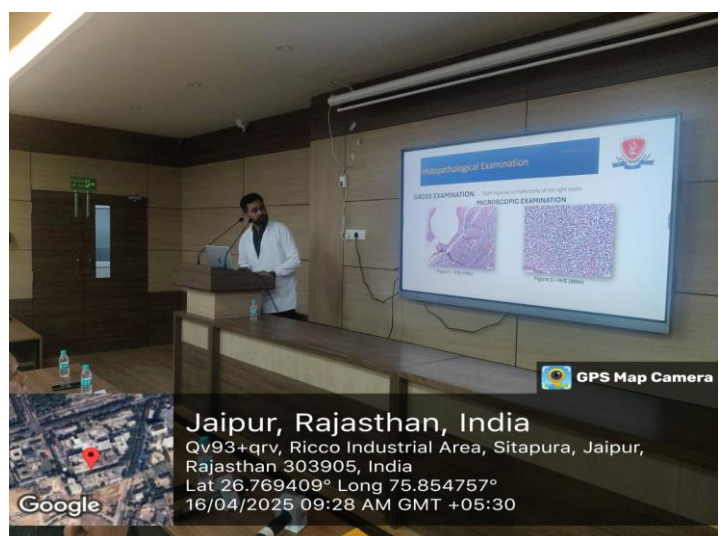 Histopathological Examination
GROSS EXAMINATION
MICROSCOPIC EXAMINATION
GPS Map Camera
Jaipur, Rajasthan, India
Qv93+qrv, Ricco Industrial Area, Sitapura, Jaipur,
Rajasthan 303905, India
Lat 26.769409° Long 75.854757°
16/04/2025 09:28 AM GMT +05:30
Google